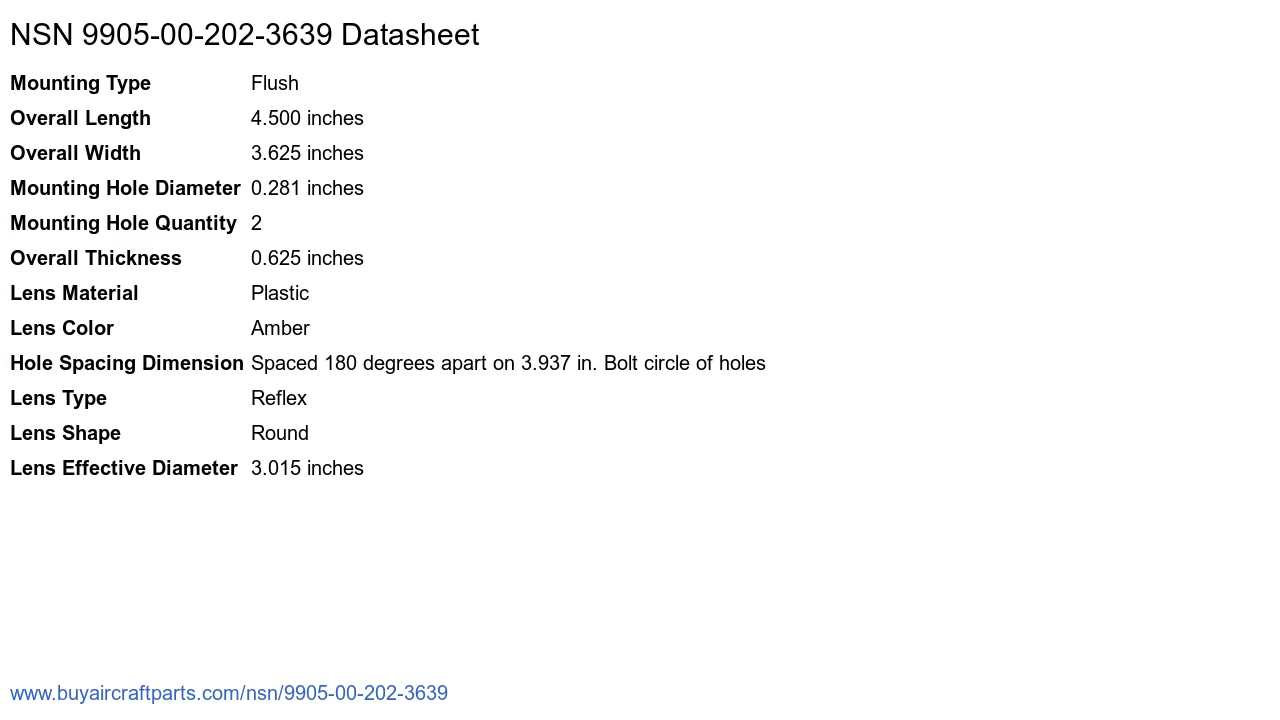 NSN 9905-00-202-3639 Datasheet
Mounting Type Flush
Overall Length 4.500 inches
Overall Width 3.625 inches
Mounting Hole Diameter 0.281 inches
Mounting Hole Quantity 2
Overall Thickness 0.625 inches
Lens Material Plastic
Lens Color Amber
Hole Spacing Dimension Spaced 180 degrees apart on 3.937 in. Bolt circle of holes
Lens Type Reflex
Lens Shape Round
Lens Effective Diameter 3.015 inches
www.buyaircraftparts.com/nsn/9905-00-202-3639